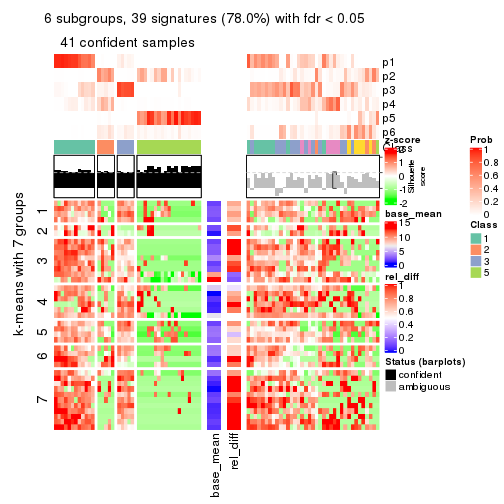 6 subgroups, 39 signatures (78.0%) with fdr < 0.05
41 confident samples
p1
p2
p3
p4
p5
p6
Class
Silhouette
score
k-means with 7 groups
1
2
3
4
5
6
7
base_mean
rel_diff
z-score
2
1
0
-1
-2
base_mean
15
10
5
0
rel_diff
1
0.8
0.6
0.4
0.2
0
Status (barplots)
confident
ambiguous
Prob
1
0.8
0.6
0.4
0.2
0
Class
1
2
3
5